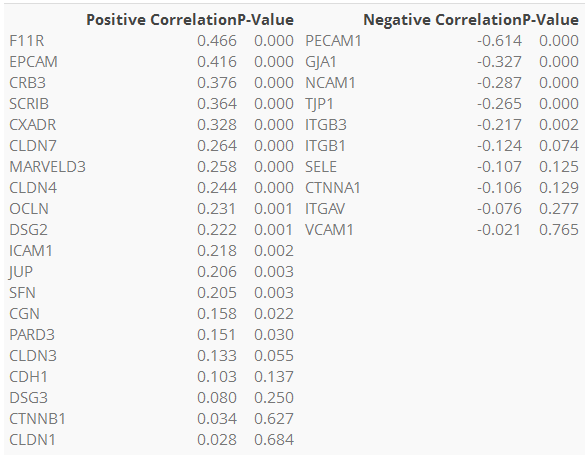 Positive CorrelationP-Value Negative CorrelationP-Value
F11R 0.466 0.000 PECAM1 -0.614 0.000
EPCAM 0.416 0.000 GJA1 -0.327 0.000
CRB3 0.376 0.000 NCAM1 -0.287 0.000
SCRIB 0.364 0.000 TJP1 -0.265 0.000
CXADR 0.328 0.000 ITGB3 -0.217 0.002
CLDN7 0.264 0.000 ITGB1 -0.124 0.074
MARVELD3 0.258 0.000 SELE -0.107 0.125
CLDN4 0.244 0.000 CTNNA1 -0.106 0.129
OCLN 0.231 0.001 ITGAV -0.076 0.277
DSG2 0.222 0.001 VCAM1 -0.021 0.765
ICAM1 0.218 0.002
JUP 0.206 0.003
SFN 0.205 0.003
CGN 0.158 0.022
PARD3 0.151 0.030
CLDN3 0.133 0.055
CDH1 0.103 0.137
DSG3 0.080 0.250
CTNNB1 0.034 0.627
CLDN1 0.028 0.684